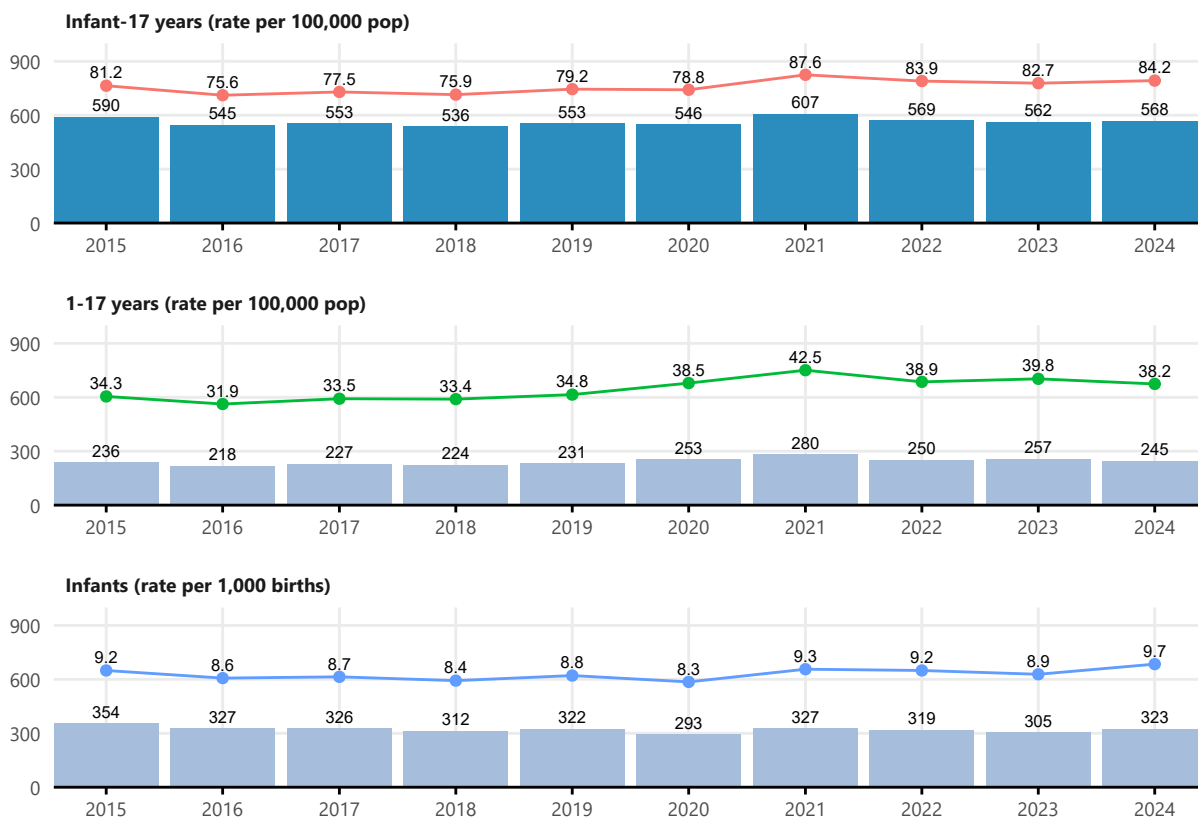 Infant-17 years (rate per 100,000 pop)
900
81.2 75.6 77.5 75.9 79.2 78.8 87.6 83.9 82.7 84.2
600
590 545 553 536 553 546 607 569 562 568
300
0
2015 2016 2017 2018 2019 2020 2021 2022 2023 2024
1-17 years (rate per 100,000 pop)
900
34.3 31.9 33.5 33.4 34.8 38.5 42.5 38.9 39.8 38.2
600
300
236 218 227 224 231 253 280 250 257 245
0
2015 2016 2017 2018 2019 2020 2021 2022 2023 2024
Infants (rate per 1,000 births)
900
9.2 8.6 8.7 8.4 8.8 8.3 9.3 9.2 8.9 9.7
600
354 327 326 312 322 293 327 319 305 323
300
0
2015 2016 2017 2018 2019 2020 2021 2022 2023 2024